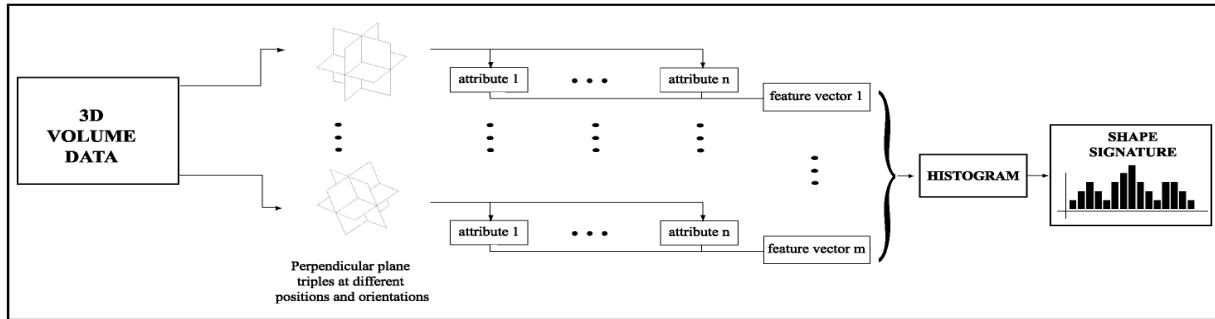 3D
VOLUME
DATA
Perpendicular plane
triples at different
positions and orientations
attribute 1
attribute n
feature vector 1
attribute 1
attribute n
feature vector m
HISTOGRAM
SHAPE
SIGNATURE